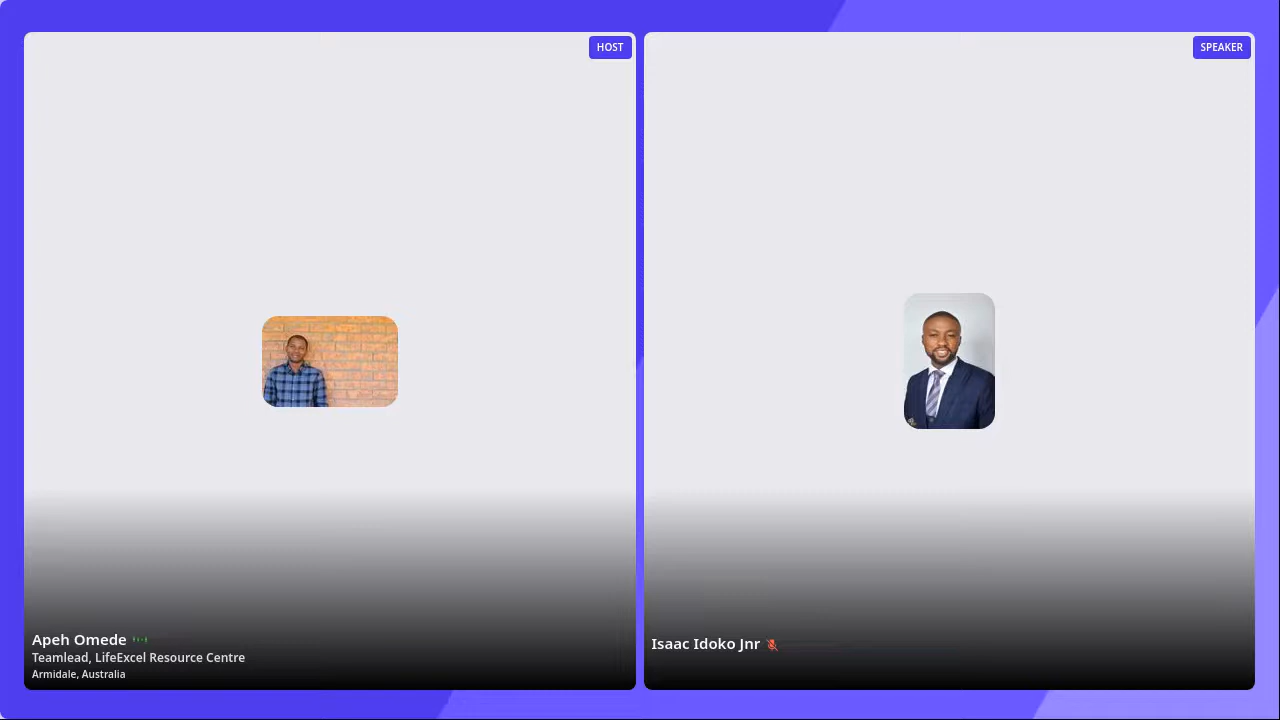 HOST
Apeh Omede
Teamlead, LifeExcel Resource Centre
Armidale, Australia
SPEAKER
Isaac Idoko Jnr